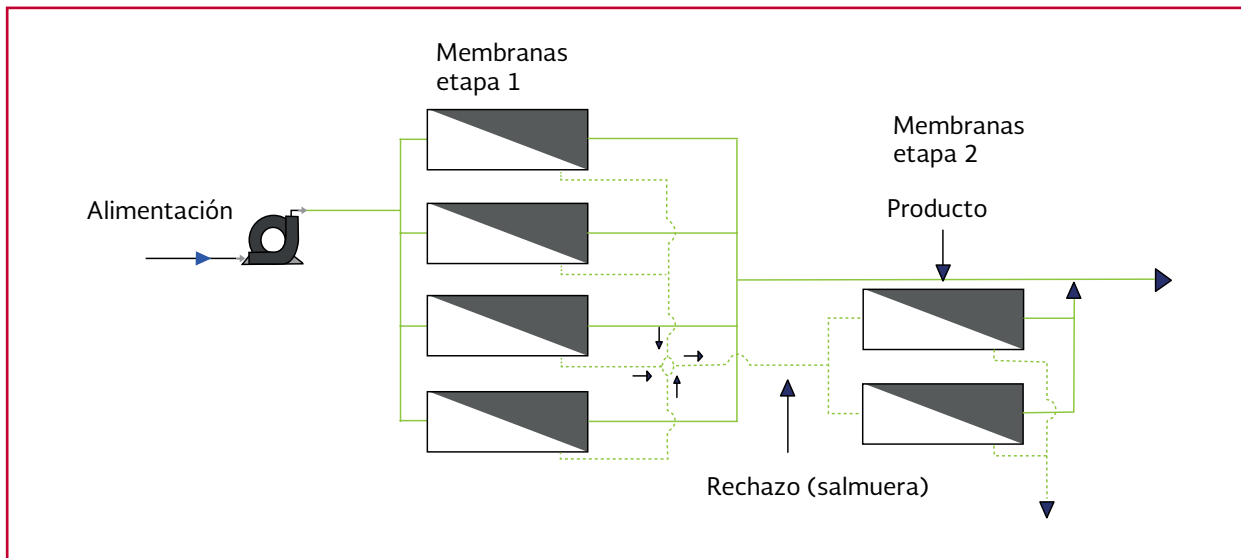 Membranas
etapa 1
Membranas
etapa 2
Alimentación
Producto
Rechazo (salmuera)